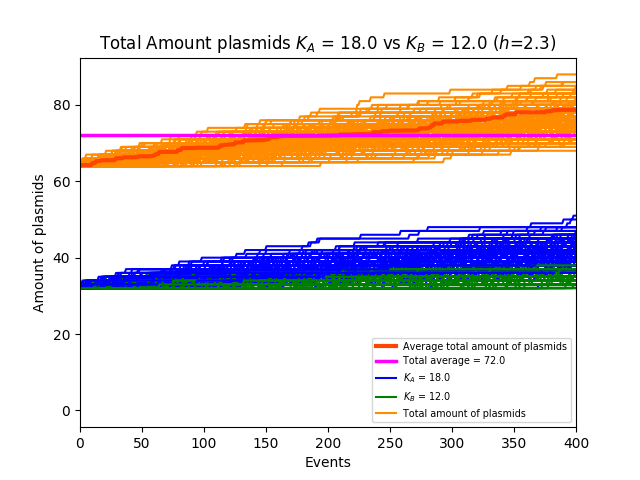 Total Amount plasmids K_A = 18.0 vs K_B = 12.0 (h=2.3)
Amount of plasmids
80
60
40
20
0
0 50 100 150 200 250 300 350 400
Events
Average total amount of plasmids
Total average = 72.0
K_A = 18.0
K_B = 12.0
Total amount of plasmids